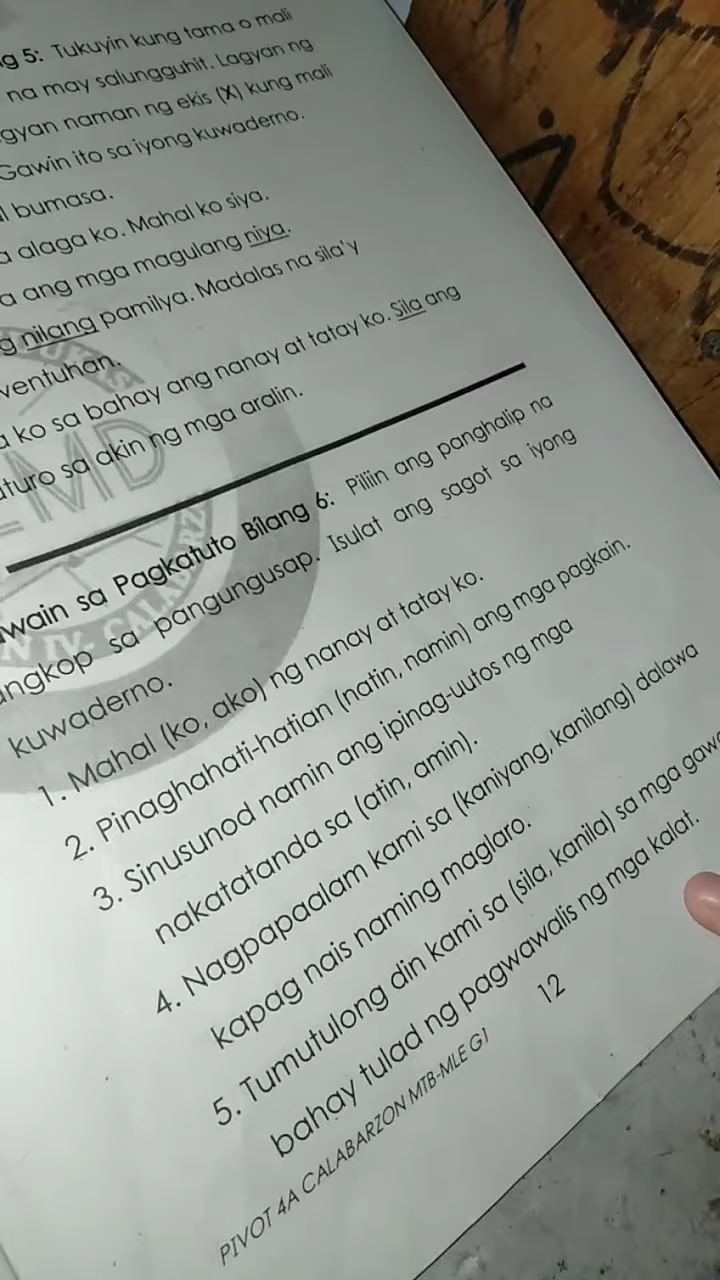 g 5: Tukuyin kung tama o mali
na may salungguhit. Lagyan ng
gyan naman ng ekis (X) kung mali
Gawin ito sa iyong kuwaderno.
l bumasa.
a alaga ko. Mahal ko siya.
a ang mga magulang niya.
g nilang pamilya. Madalas na sila'y
ventuhan.
a ko sa bahay ang nanay at tatay ko. Sila ang
aturo sa akin ng mga aralin.
wain sa Pagkatuto Bilang 6: Piliin ang panghalip na
angkop sa pangungusap. Isulat ang sagot sa iyong
kuwaderno.
1. Mahal (ko, ako) ng nanay at tatay ko.
2. Pinaghahati-hatian (natin, namin) ang mga pagkain.
3. Sinusunod namin ang ipinag-uutos ng mga
nakatatanda sa (atin, amin).
4. Nagpapaalam kami sa (kaniyang, kanilang) dalawa
kapag nais naming maglaro.
5. Tumutulong din kami sa (sila, kanila) sa mga gawa
bahay tulad ng pagwawalis ng mga kalat.
12
PIVOT 4A CALABARZON MTB-MLE G1